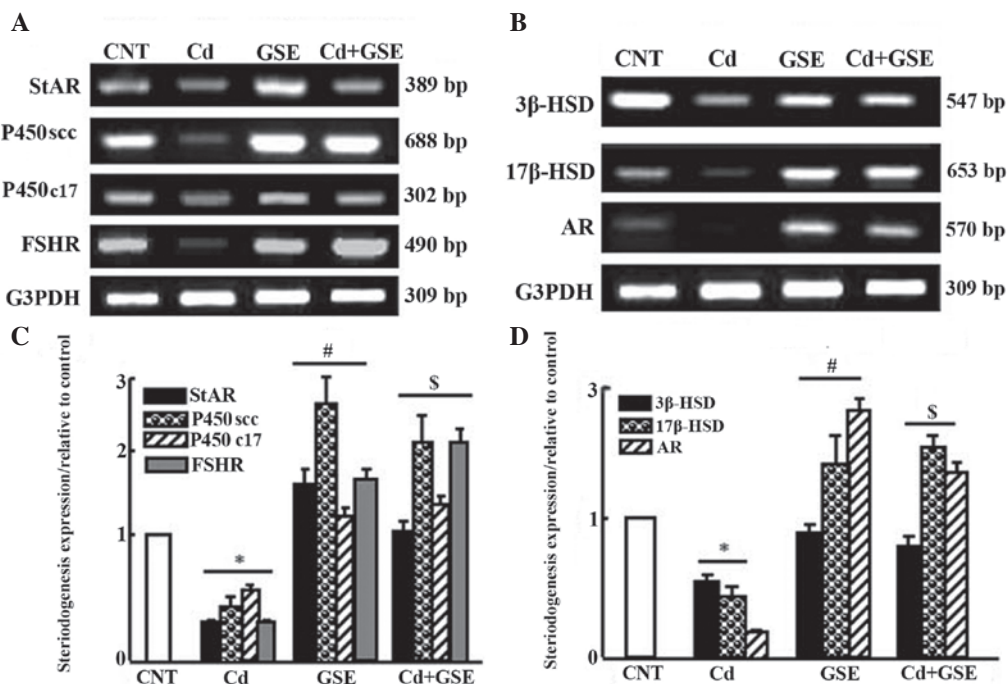 A
CNT Cd GSE Cd+GSE
StAR 389 bp
P450scc 688 bp
P450c17 302 bp
FSHR 490 bp
G3PDH 309 bp
B
CNT Cd GSE Cd+GSE
3β-HSD 547 bp
17β-HSD 653 bp
AR 570 bp
G3PDH 309 bp
C
Steriodogenesis expression/relative to control
3
2
1
0
StAR
P450scc
P450 c17
FSHR
*
#
$
CNT Cd GSE Cd+GSE
D
Steriodogenesis expression/relative to control
3
1
0
3β-HSD
17β-HSD
AR
*
#
$
CNT Cd GSE Cd+GSE